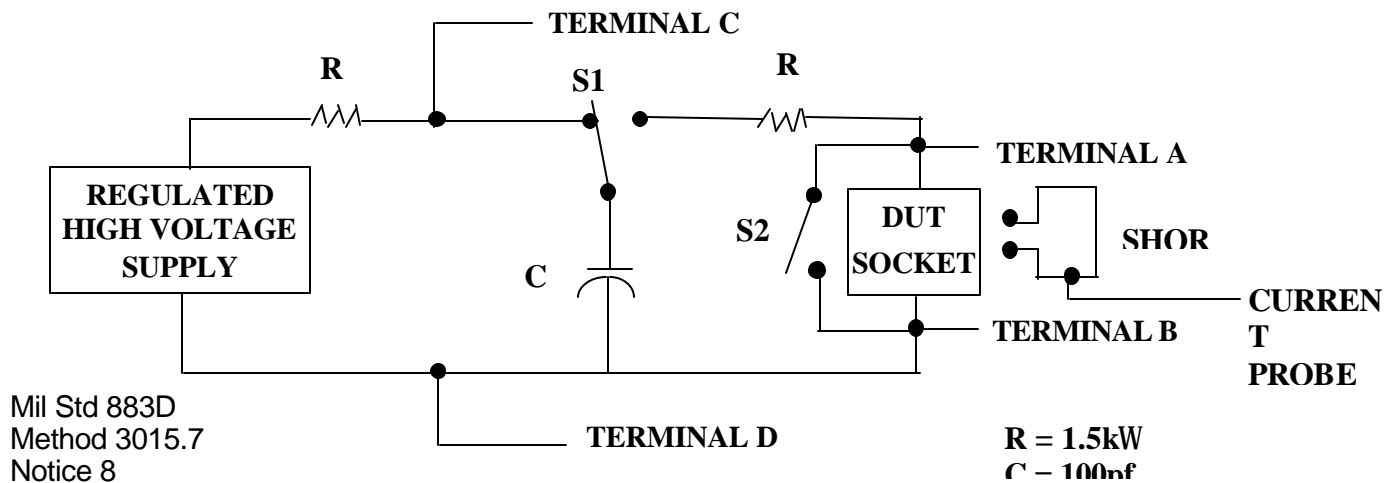 TERMINAL C
R
R
S1
TERMINAL A
REGULATED
HIGH VOLTAGE
SUPPLY
DUT
SOCKET
S2
SHOR
C
CURREN
T
PROBE
TERMINAL B
Mil Std 883D
Method 3015.7
Notice 8
TERMINAL D
R = 1.5kW
C = 100pf